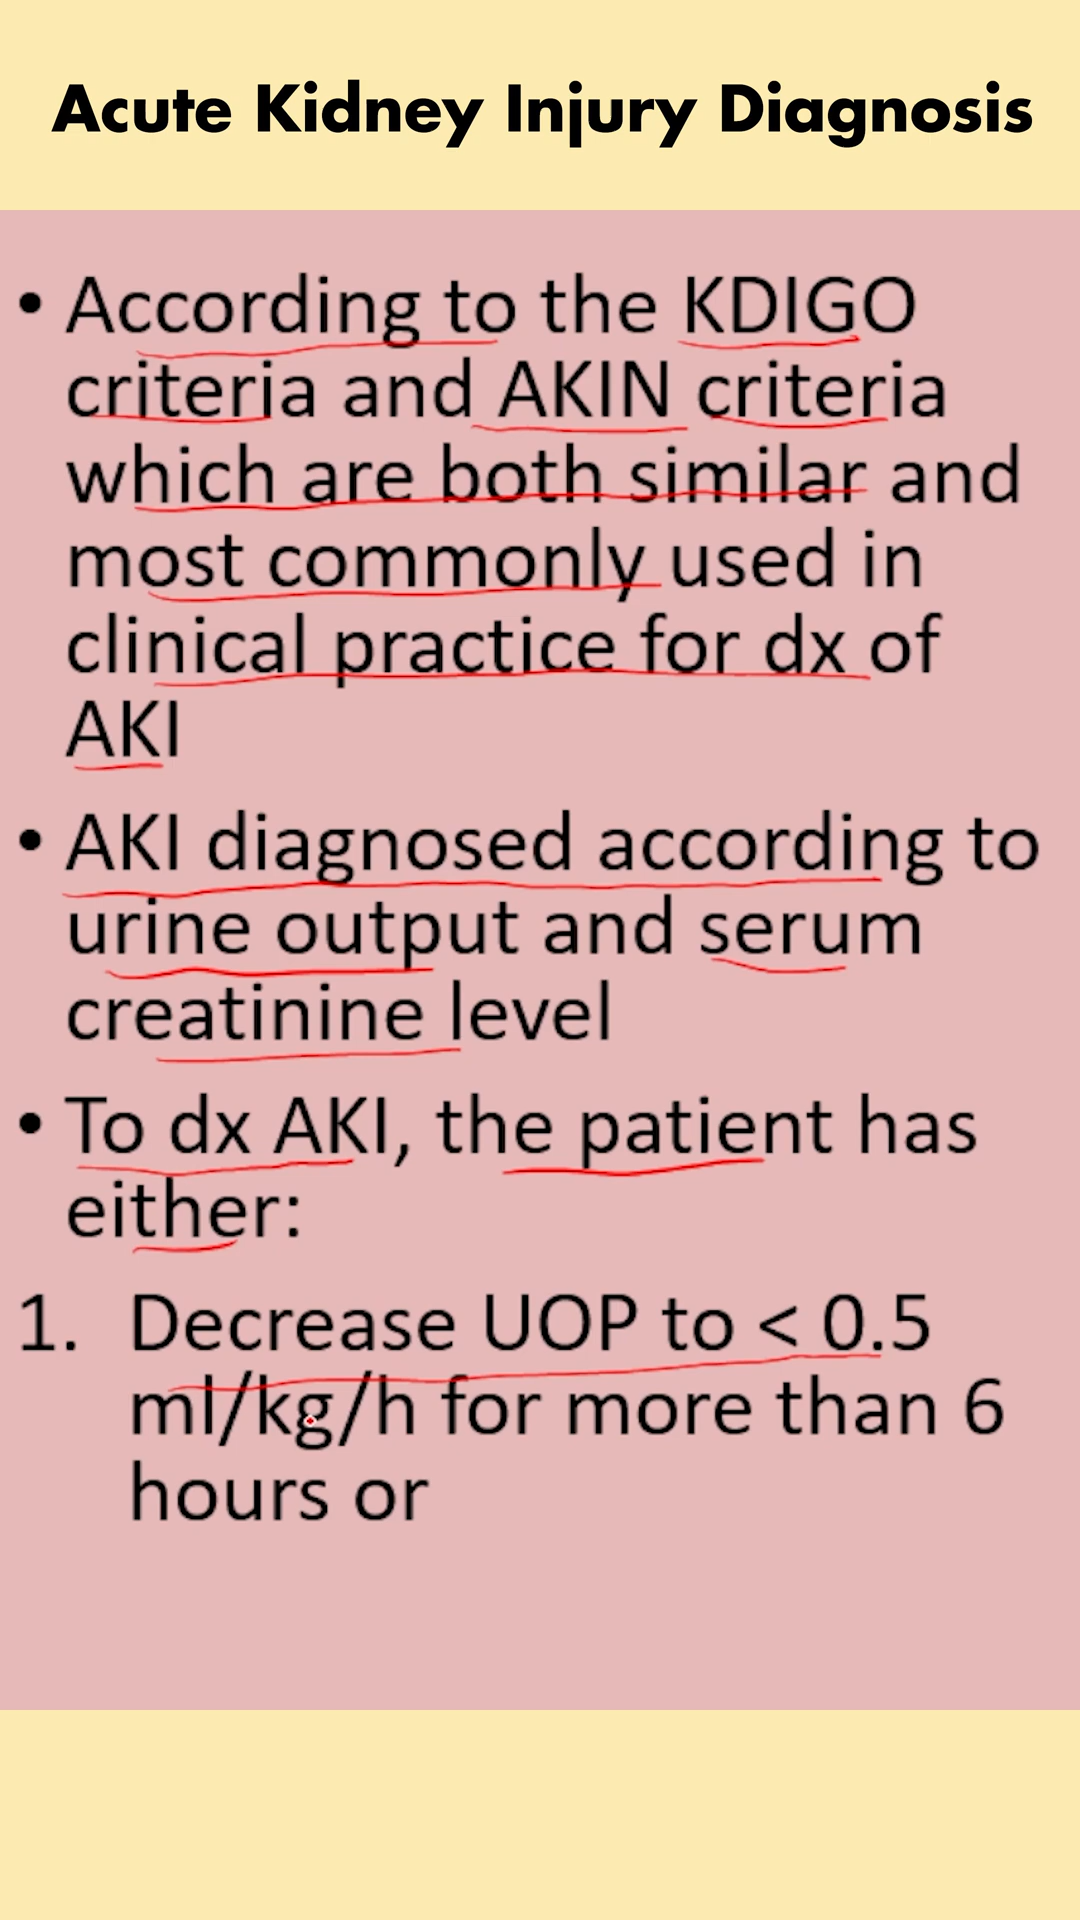 Acute Kidney Injury Diagnosis
• According to the KDIGO
criteria and AKIN criteria
which are both similar and
most commonly used in
clinical practice for dx of
AKI
• AKI diagnosed according to
urine output and serum
creatinine level
• To dx AKI, the patient has
either:
1. Decrease UOP to < 0.5
ml/kg/h for more than 6
hours or